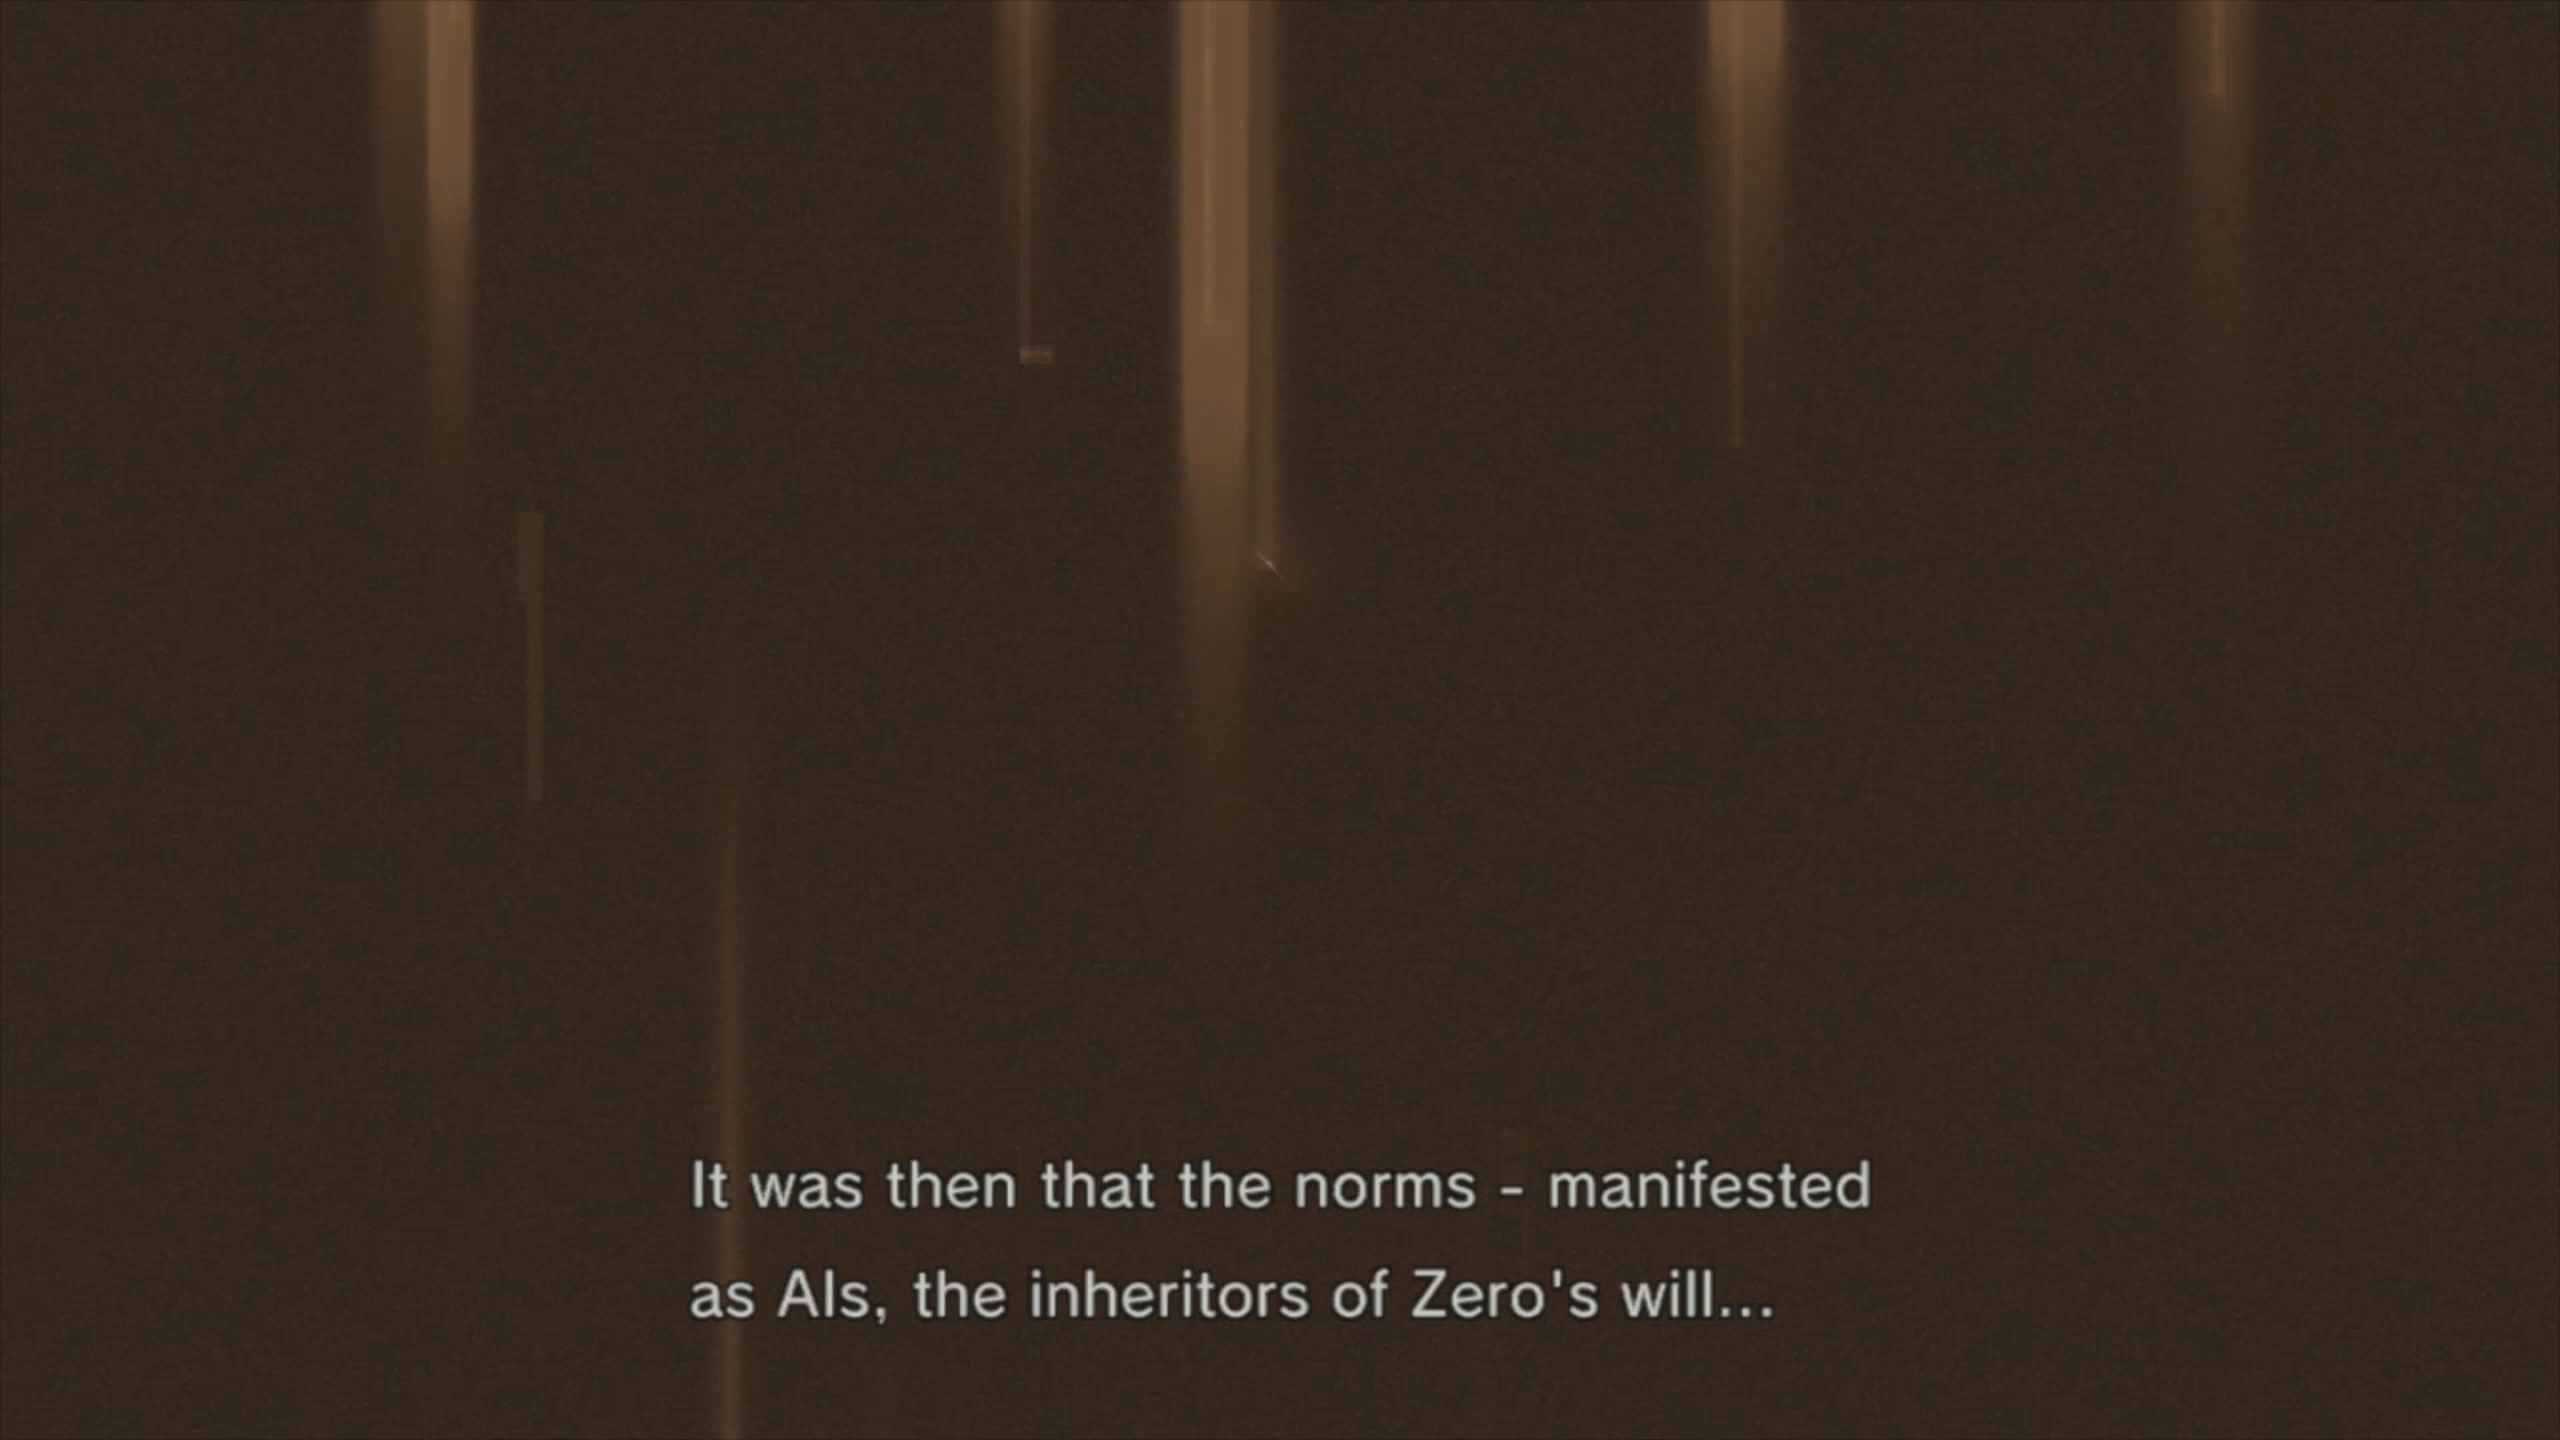 It was then that the norms - manifested
as AIs, the inheritors of Zero's will...